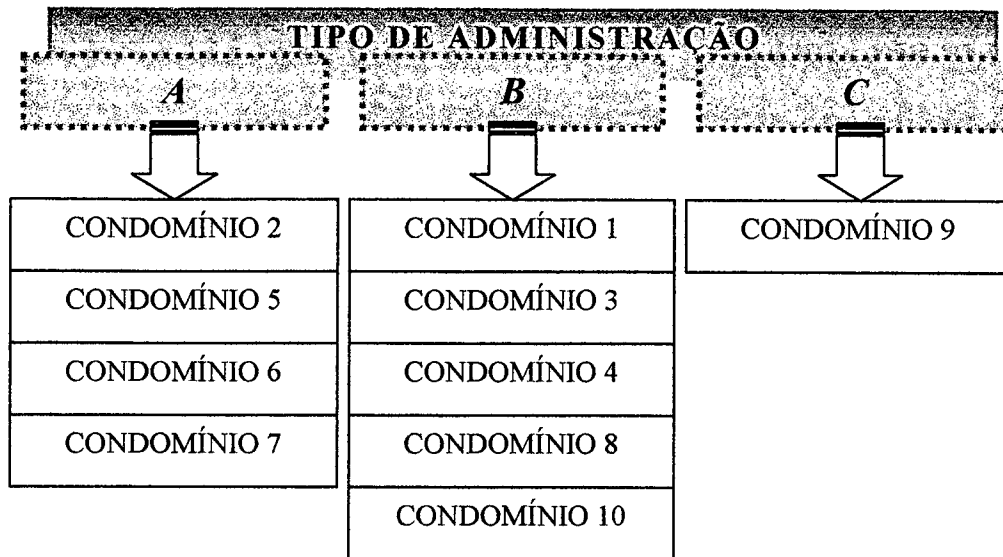 TIPO DE ADMINISTRAÇÃO
A B C
CONDOMÍNIO 2 CONDOMÍNIO 1 CONDOMÍNIO 9
CONDOMÍNIO 5 CONDOMÍNIO 3
CONDOMÍNIO 6 CONDOMÍNIO 4
CONDOMÍNIO 7 CONDOMÍNIO 8
CONDOMÍNIO 10